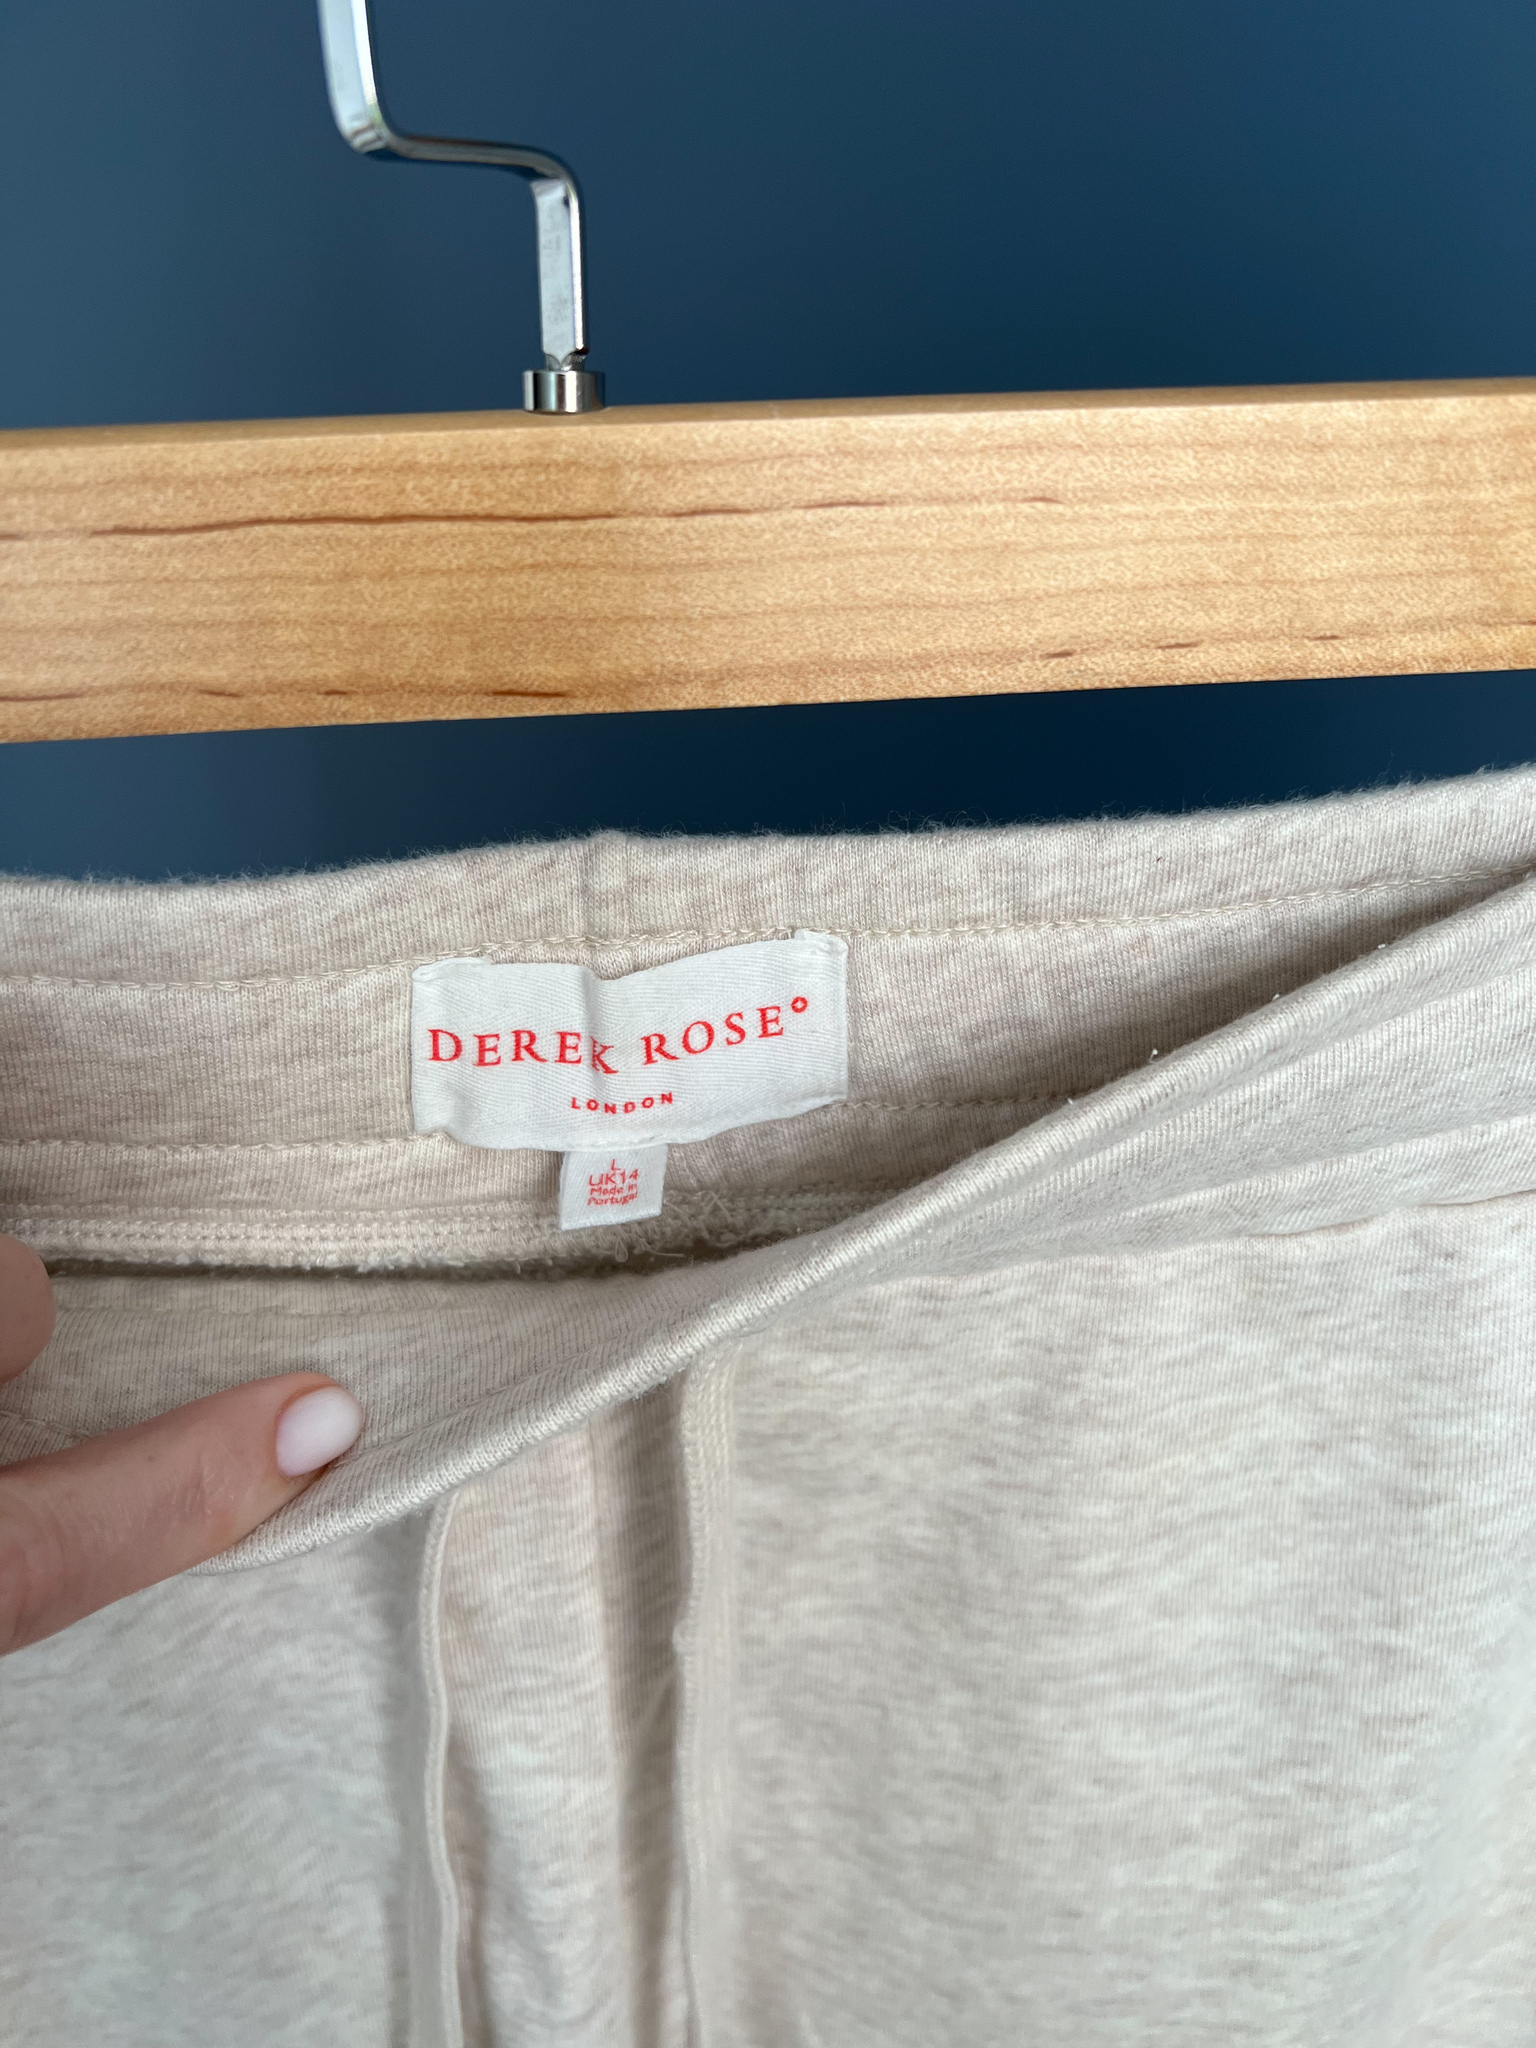 DEREK ROSE
LONDON
L
UK14
Made in
Portugal